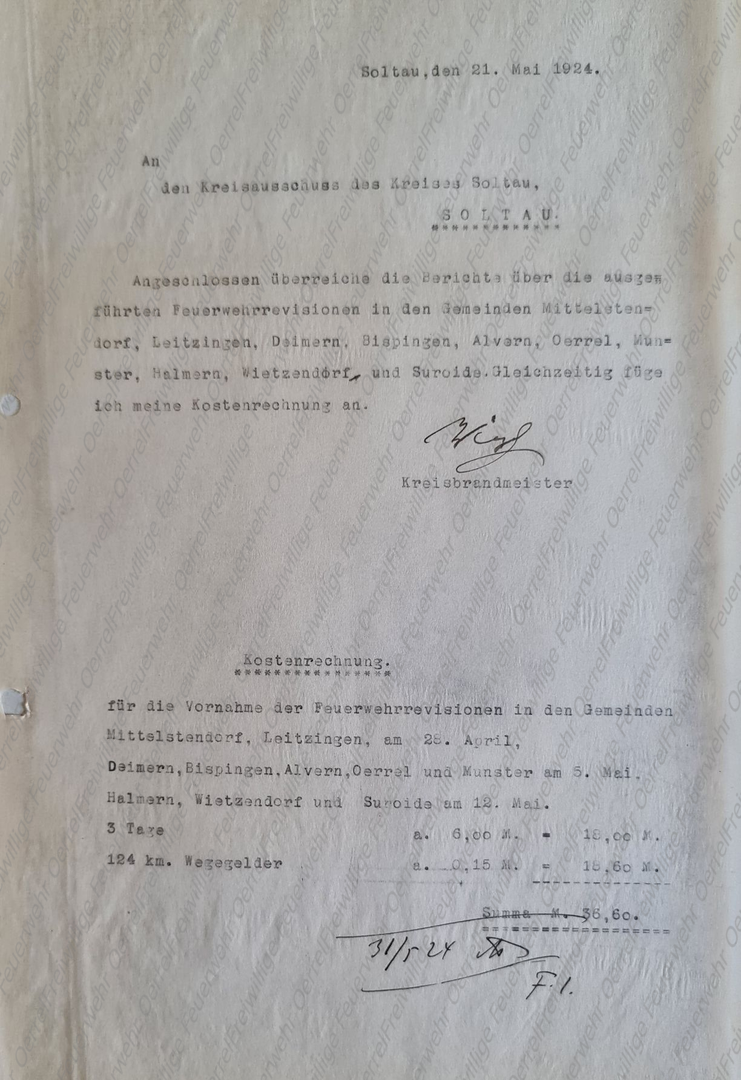 Soltau,den 21. Mai 1924.
An
den Kreisausschuss des Kreises Soltau,
S O L T A U.
Angeschlossen überreiche die Berichte über die ausge=
führten Feuerwehrrevisionen in den Gemeinden Mittelsten=
dorf, Leitzingen, Deimern, Bispingen, Alvern, Oerrel, Mun=
ster, Halmern, Wietzendorf, und Suroide.Gleichzeitig füge
ich meine Kostenrechnung an.
Kreisbrandmeister
Kostenrechnung.
für die Vornahme der Feuerwehrrevisionen in den Gemeinden
Mittelstendorf, Leitzingen, am 28. April,
Deimern,Bispingen,Alvern,Oerrel und Munster am 5. Mai.
Halmern, Wietzendorf und Suroide am 12. Mai.
3 Tage a. 6,00 M. = 18,00 M.
124 km. Wegegelder a. 0,15 M. = 18,60 M.
Summa M. 36,60.
31/5 24
F.1.
Freiwillige Feuerwehr Oerrel